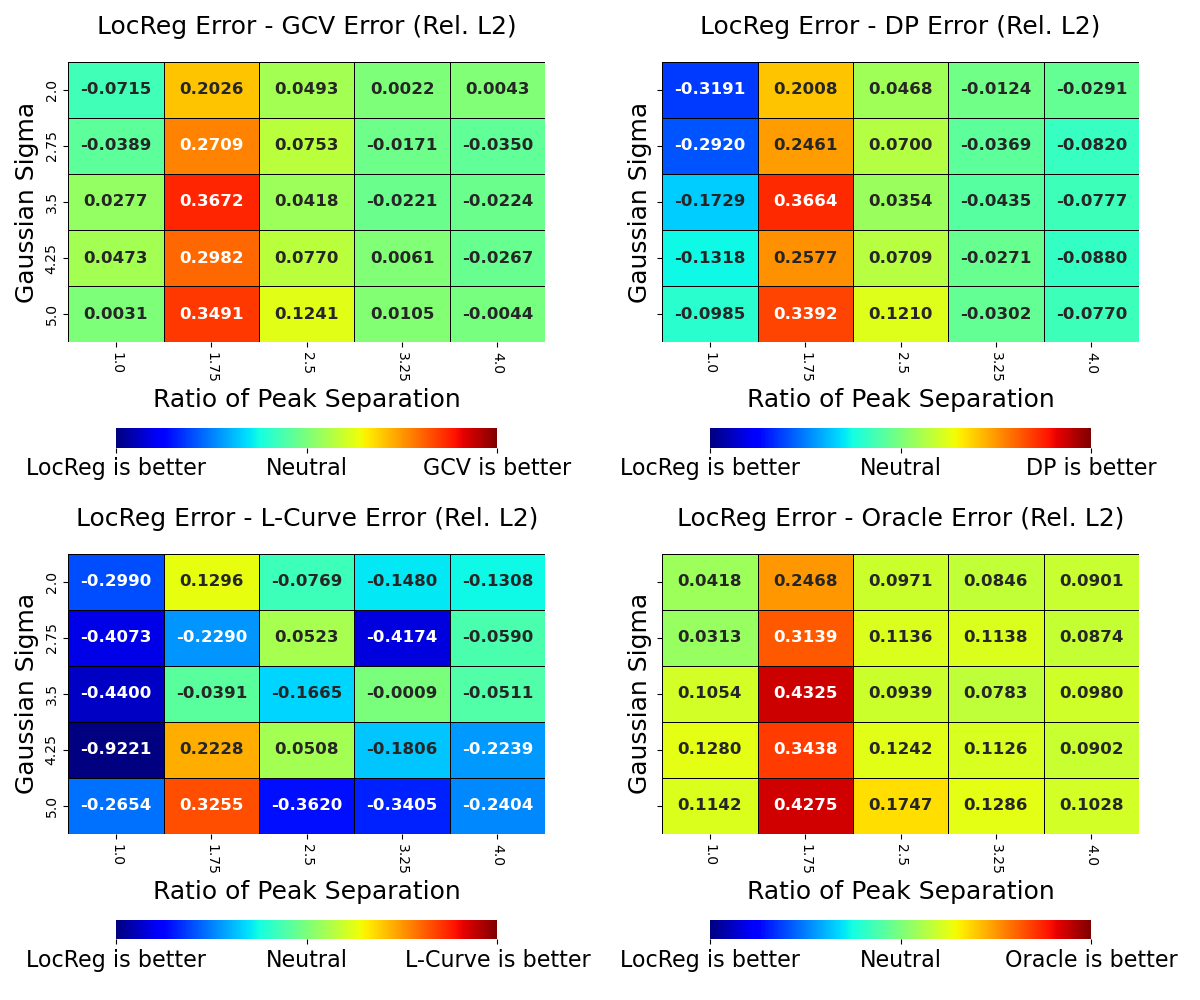 LocReg Error - GCV Error (Rel. L2)
Gaussian Sigma
2.0 -0.0715 0.2026 0.0493 0.0022 0.0043
2.75 -0.0389 0.2709 0.0753 -0.0171 -0.0350
3.5 0.0277 0.3672 0.0418 -0.0221 -0.0224
4.25 0.0473 0.2982 0.0770 0.0061 -0.0267
5.0 0.0031 0.3491 0.1241 0.0105 -0.0044
1.0 1.75 2.5 3.25 4.0
Ratio of Peak Separation
LocReg is better Neutral GCV is better
LocReg Error - DP Error (Rel. L2)
Gaussian Sigma
-0.3191 0.2008 0.0468 -0.0124 -0.0291
-0.2920 0.2461 0.0700 -0.0369 -0.0820
-0.1729 0.3664 0.0354 -0.0435 -0.0777
-0.1318 0.2577 0.0709 -0.0271 -0.0880
-0.0985 0.3392 0.1210 -0.0302 -0.0770
1.0 1.75 2.5 3.25 4.0
Ratio of Peak Separation
LocReg is better Neutral DP is better
LocReg Error - L-Curve Error (Rel. L2)
Gaussian Sigma
2.0 -0.2990 0.1296 -0.0769 -0.1480 -0.1308
2.75 -0.4073 -0.2290 0.0523 -0.4174 -0.0590
3.5 -0.4400 -0.0391 -0.1665 -0.0009 -0.0511
4.25 -0.9221 0.2228 0.0508 -0.1806 -0.2239
5.0 -0.2654 0.3255 -0.3620 -0.3405 -0.2404
1.0 1.75 2.5 3.25 4.0
Ratio of Peak Separation
LocReg is better Neutral L-Curve is better
LocReg Error - Oracle Error (Rel. L2)
Gaussian Sigma
0.0418 0.2468 0.0971 0.0846 0.0901
0.0313 0.3139 0.1136 0.1138 0.0874
0.1054 0.4325 0.0939 0.0783 0.0980
0.1280 0.3438 0.1242 0.1126 0.0902
0.1142 0.4275 0.1747 0.1286 0.1028
1.0 1.75 2.5 3.25 4.0
Ratio of Peak Separation
LocReg is better Neutral Oracle is better